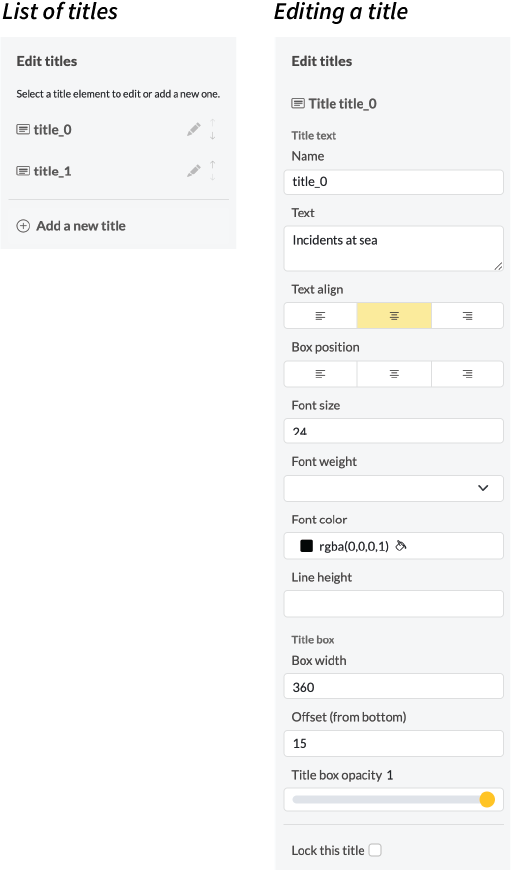 List of titles
Edit titles
Select a title element to edit or add a new one.
title_0
title_1
Add a new title
Editing a title
Edit titles
Title title_0
Title text
Name
title_0
Text
Incidents at sea
Text align
Box position
Font size
24
Font weight
Font color
rgba(0,0,0,1)
Line height
Title box
Box width
360
Offset (from bottom)
15
Title box opacity 1
Lock this title